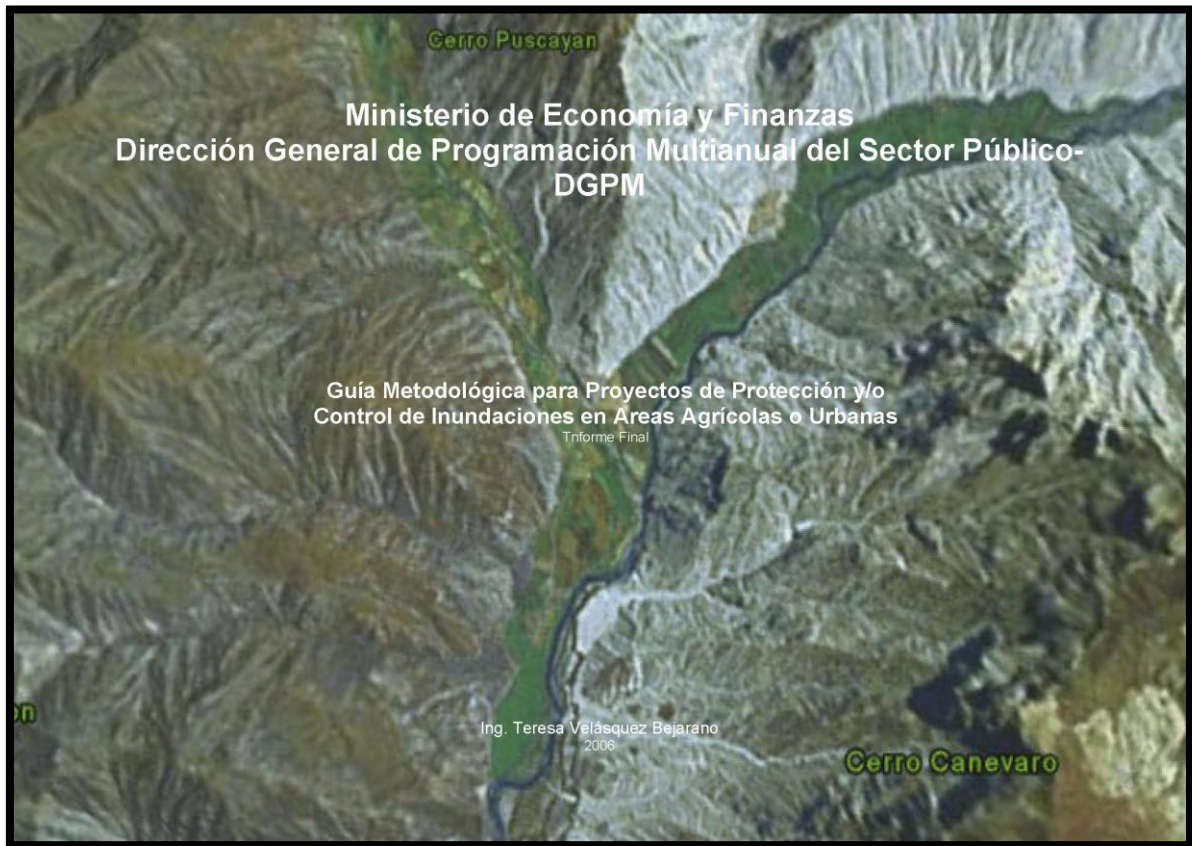 Cerro Puscayan
Ministerio de Economía y Finanzas
Dirección General de Programación Multianual del Sector Público-
DGPM
Guía Metodológica para Proyectos de Protección y/o
Control de Inundaciones en Areas Agrícolas o Urbanas
Tnforme Final
on
Ing. Teresa Velásquez Bejarano
2006
Cerro Canevaro